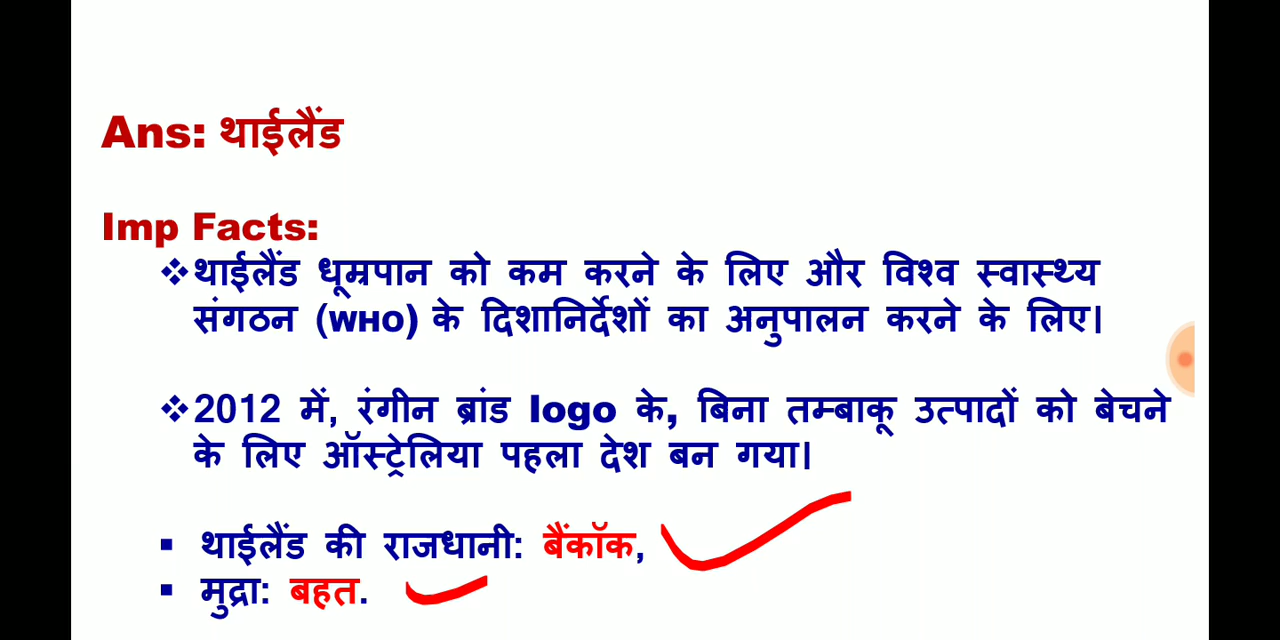 Ans: थाईलैंड
Imp Facts:
❖थाईलैंड धूम्रपान को कम करने के लिए और विश्व स्वास्थ्य
संगठन (WHO) के दिशानिर्देशों का अनुपालन करने के लिए।
❖2012 में, रंगीन ब्रांड logo के, बिना तम्बाकू उत्पादों को बेचने
के लिए ऑस्ट्रेलिया पहला देश बन गया।
▪ थाईलैंड की राजधानी: बैंकॉक,
▪ मुद्रा: बहत.